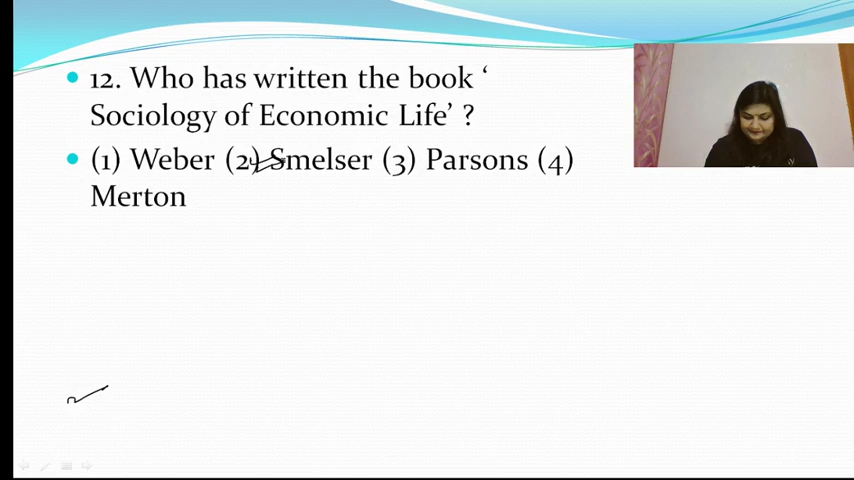 12. Who has written the book ‘
Sociology of Economic Life’ ?
(1) Weber (2) Smelser (3) Parsons (4)
Merton